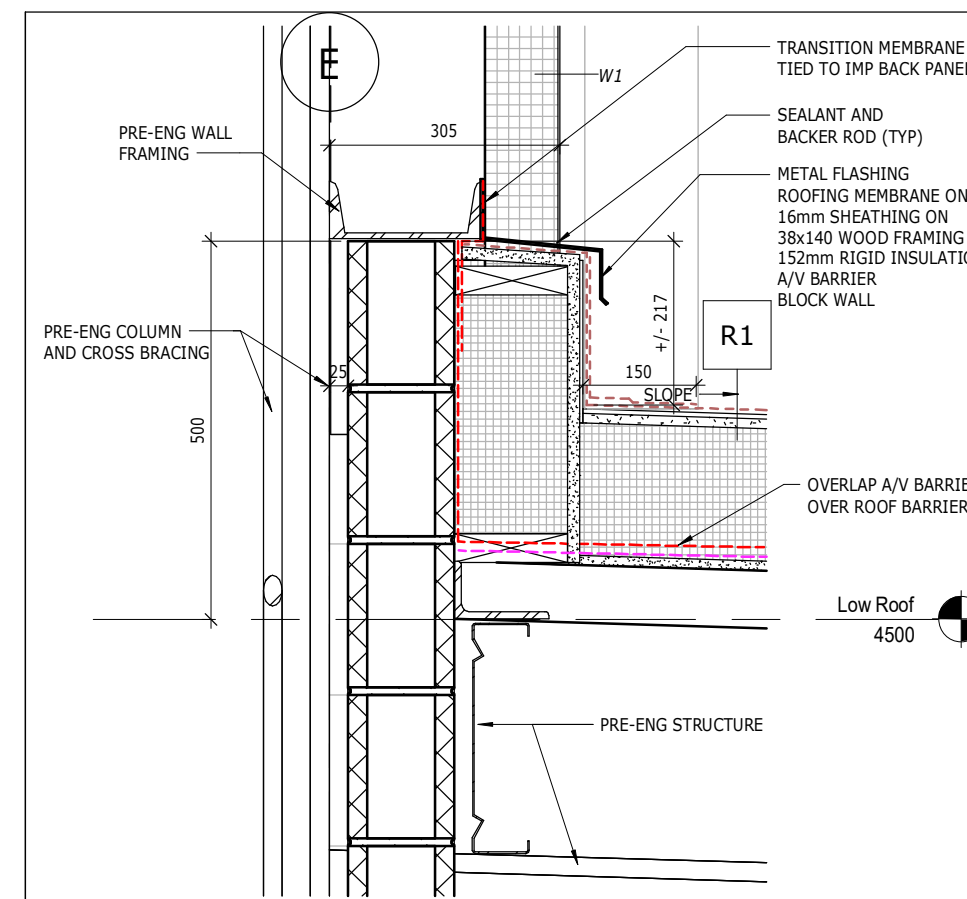 E
TRANSITION MEMBRANE
TIED TO IMP BACK PANEL
W1
PRE-ENG WALL
FRAMING
305
SEALANT AND
BACKER ROD (TYP)
METAL FLASHING
ROOFING MEMBRANE ON
16mm SHEATHING ON
38x140 WOOD FRAMING
152mm RIGID INSULATIO
A/V BARRIER
BLOCK WALL
PRE-ENG COLUMN
AND CROSS BRACING
25
+/- 217
R1
150
SLOPE
500
OVERLAP A/V BARRIE
OVER ROOF BARRIER
Low Roof
4500
PRE-ENG STRUCTURE